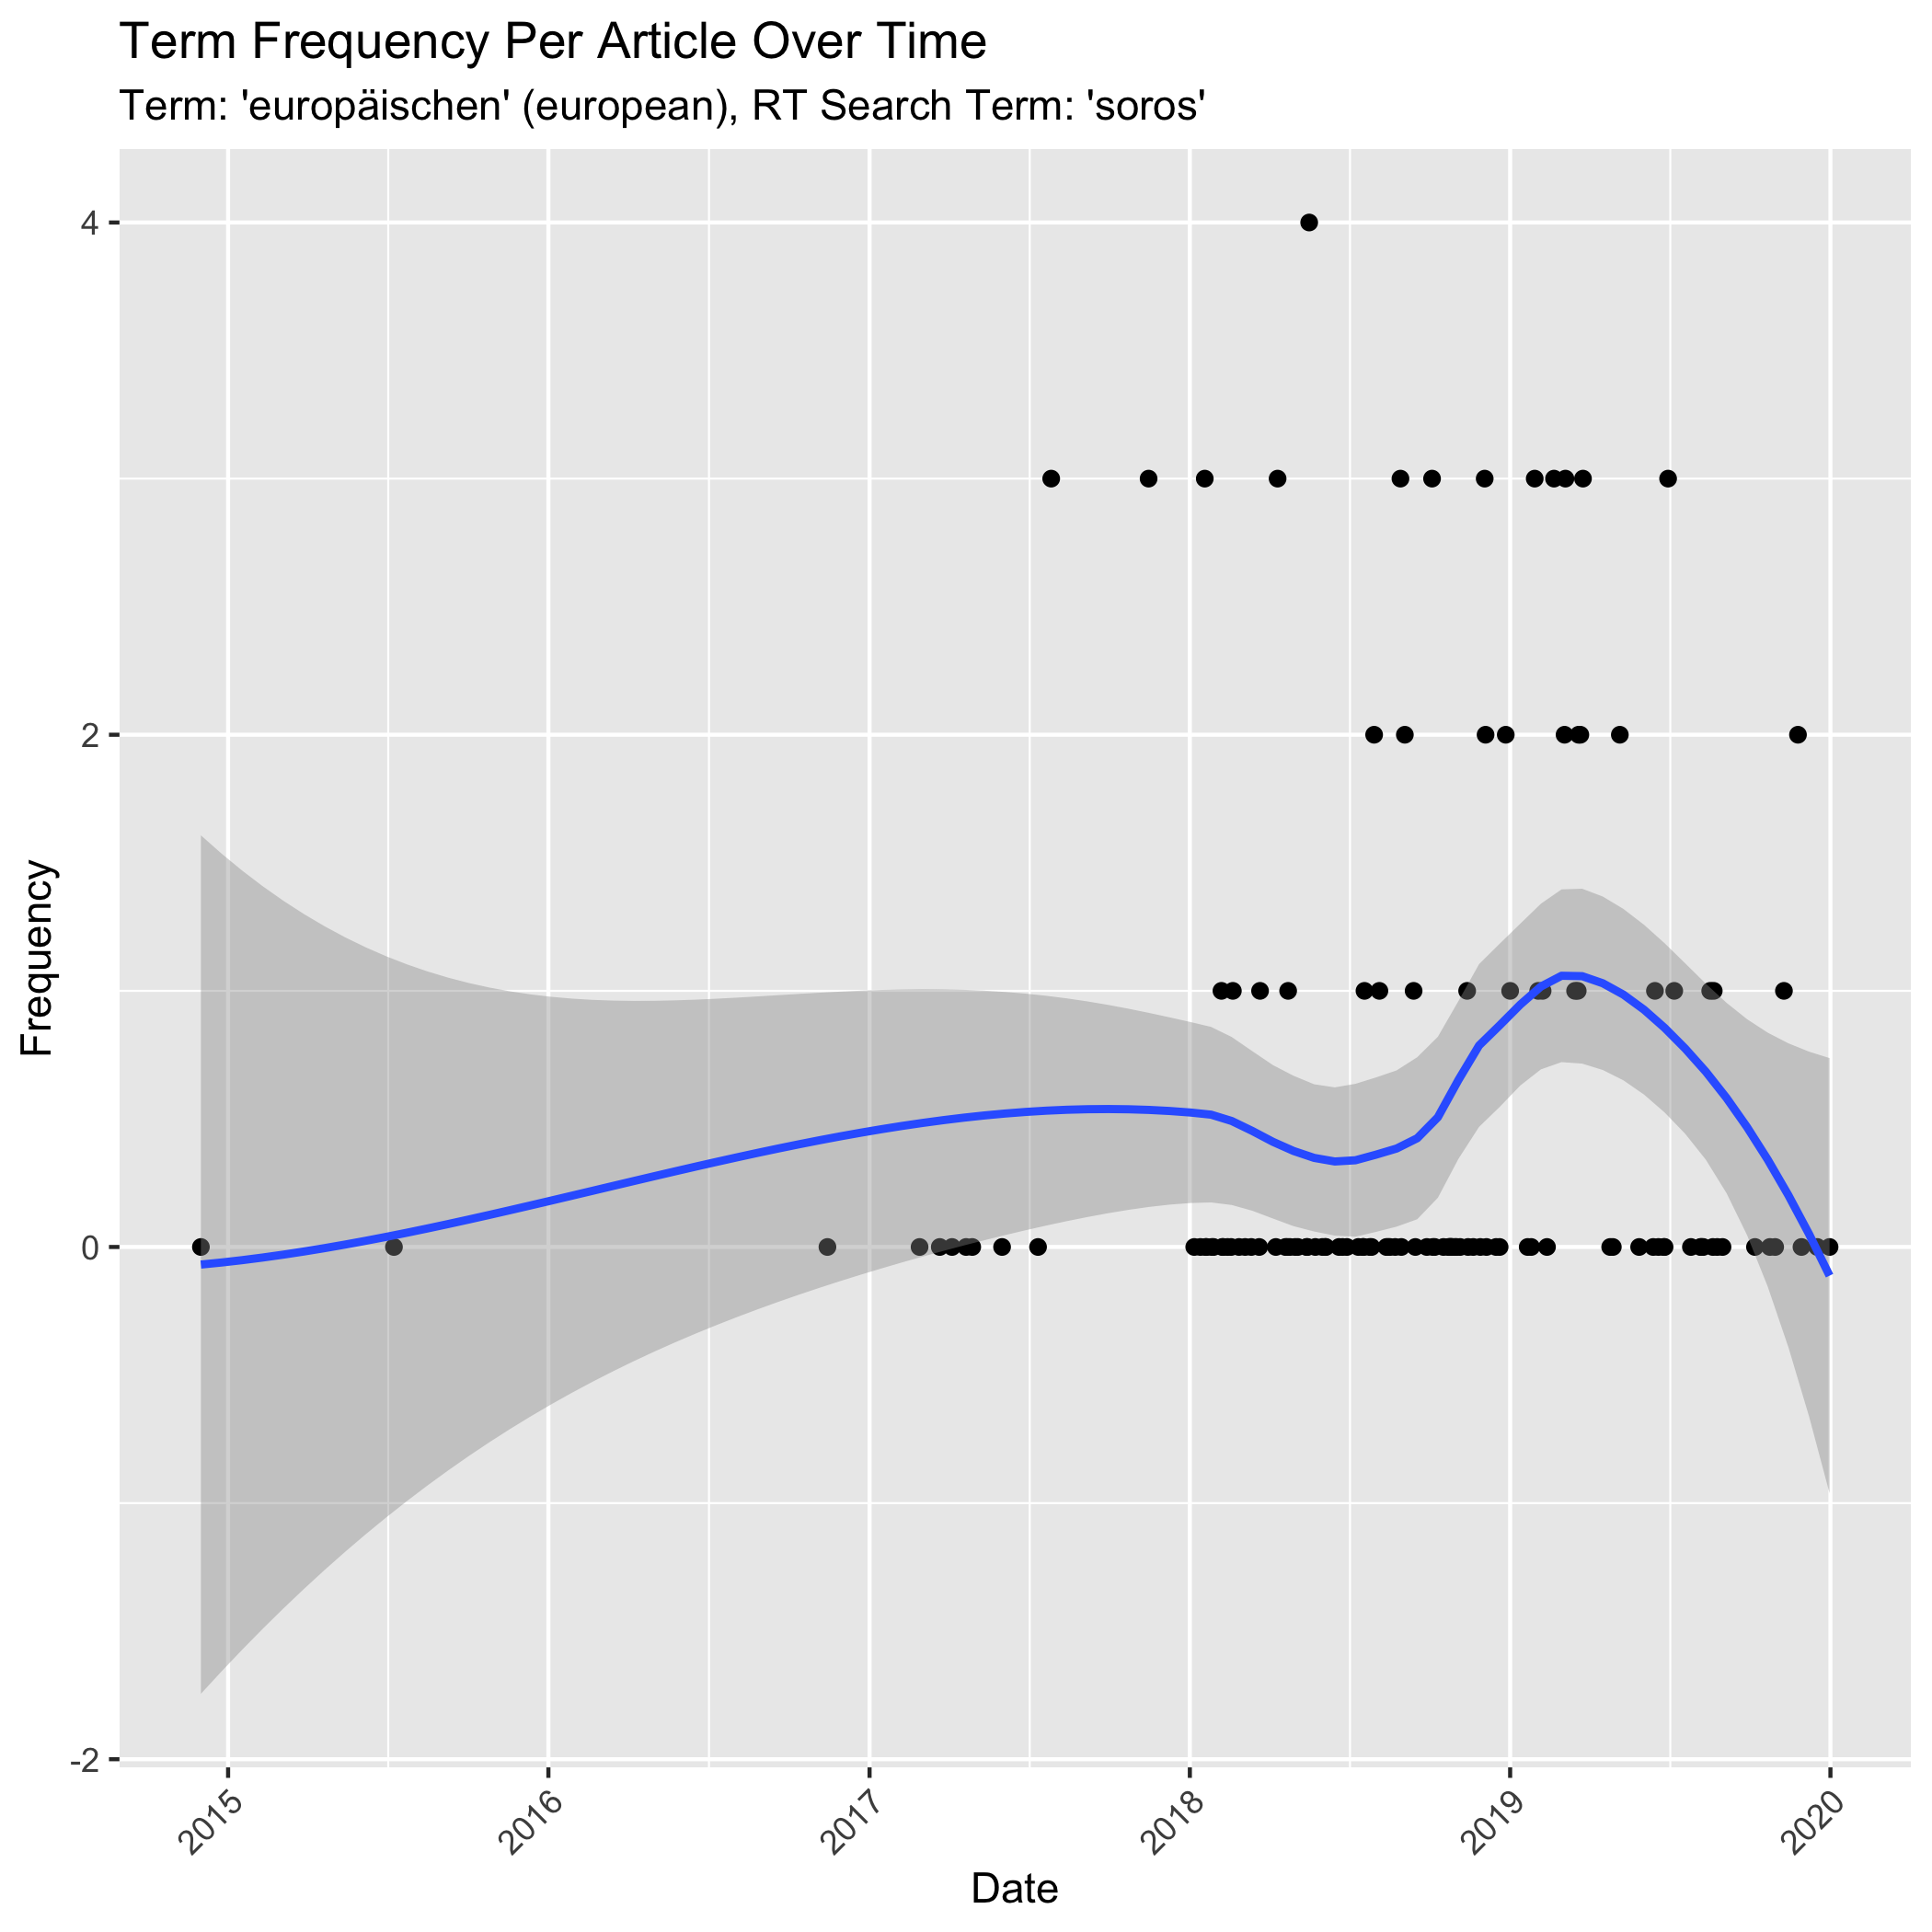 Term Frequency Per Article Over Time
Term: 'europäischen' (european), RT Search Term: 'soros'
Frequency
4
2
0
-2
2015
2016
2017
2018
2019
2020
Date